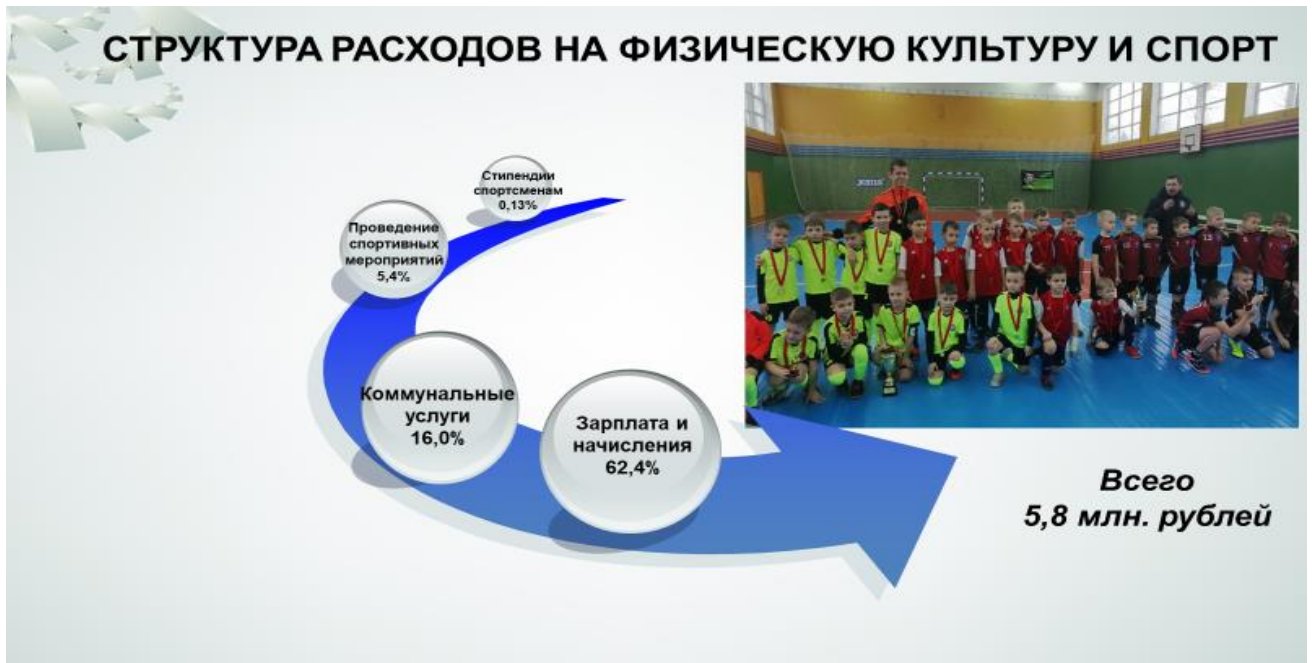 СТРУКТУРА РАСХОДОВ НА ФИЗИЧЕСКУЮ КУЛЬТУРУ И СПОРТ
Стипендии
спортсменам
0,13%
Проведение
спортивных
мероприятий
5,4%
Коммунальные
услуги
16,0%
Зарплата и
начисления
62,4%
Всего
5,8 млн. рублей